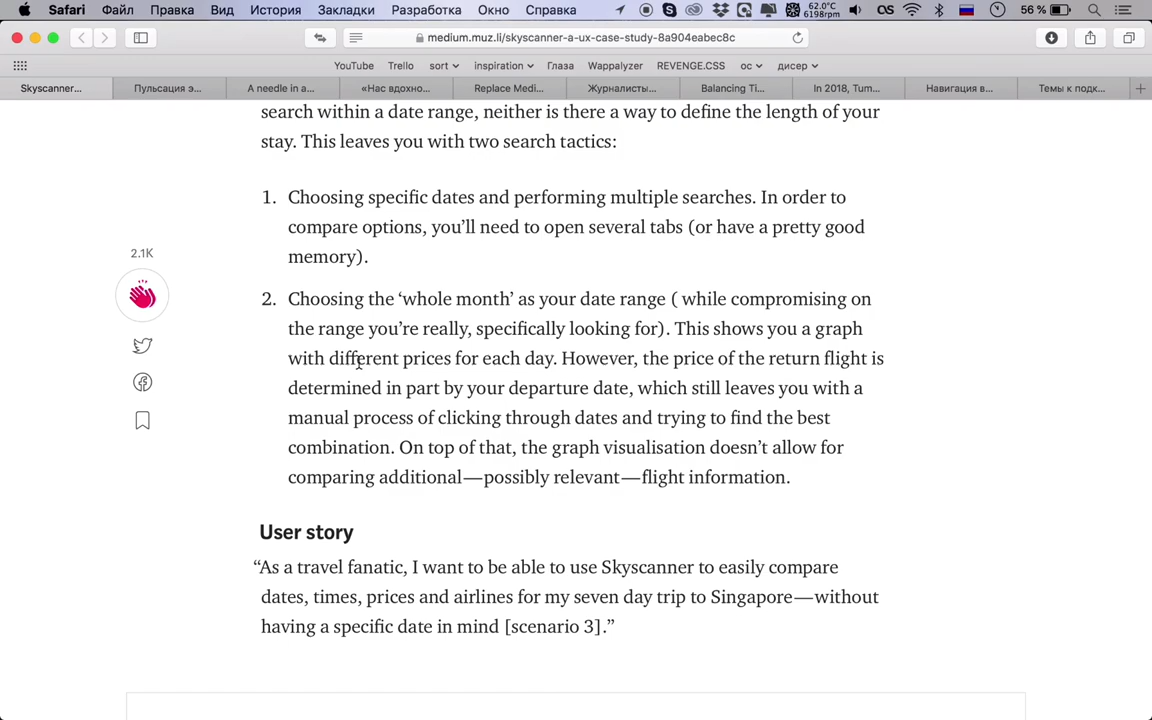 Safari Файл Правка Вид История Закладки Разработка Окно Справка 62.0°C 6198rpm 56 %
medium.muz.li/skyscanner-a-ux-case-study-8a904eabec8c
YouTube Trello sort inspiration Глаза Wappalyzer REVENGE.CSS ос дисер
Skyscanner... Пульсация э... A needle in a... «Нас вдохно... Replace Medi... Журналисты... Balancing Ti... In 2018, Tum... Навигация в... Темы к подк...
search within a date range, neither is there a way to define the length of your
stay. This leaves you with two search tactics:
1. Choosing specific dates and performing multiple searches. In order to
compare options, you’ll need to open several tabs (or have a pretty good
memory).
2.1K
2. Choosing the ‘whole month’ as your date range ( while compromising on
the range you’re really, specifically looking for). This shows you a graph
with different prices for each day. However, the price of the return flight is
determined in part by your departure date, which still leaves you with a
manual process of clicking through dates and trying to find the best
combination. On top of that, the graph visualisation doesn’t allow for
comparing additional—possibly relevant—flight information.
User story
“As a travel fanatic, I want to be able to use Skyscanner to easily compare
dates, times, prices and airlines for my seven day trip to Singapore—without
having a specific date in mind [scenario 3].”